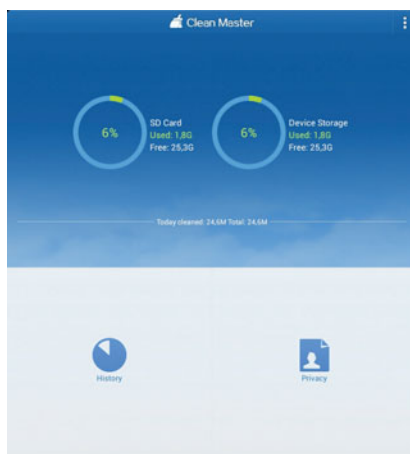 Clean Master
6%
SD Card
Used: 1,8G
Free: 25,3G
6%
Device Storage
Used: 1,8G
Free: 25,3G
Today cleaned: 24,6M Total: 24,6M
History
Privacy